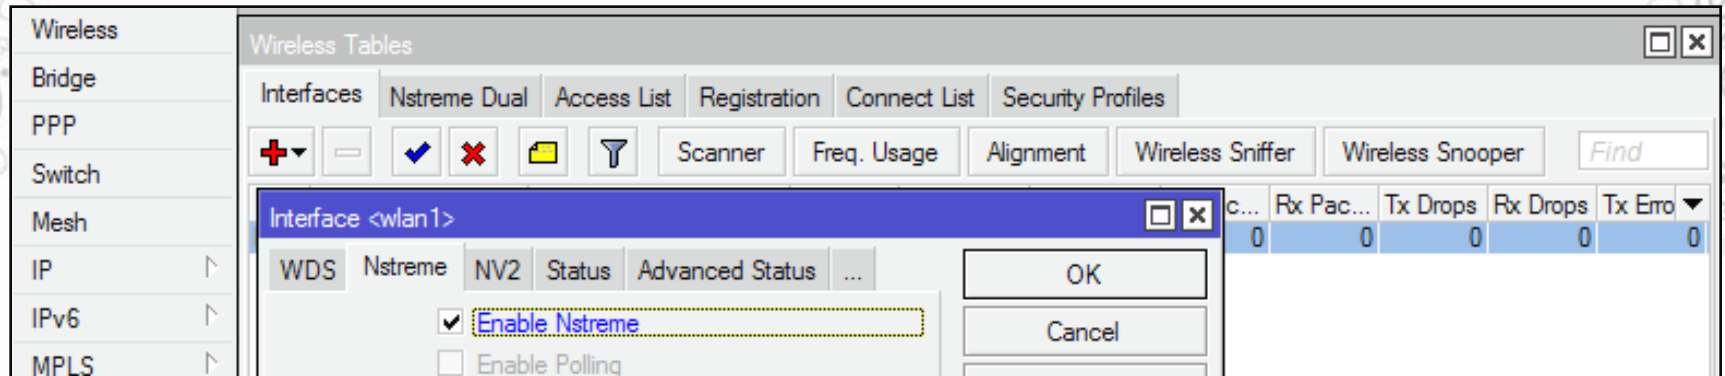 Wireless
Bridge
PPP
Switch
Mesh
IP
IPv6
MPLS
Wireless Tables
Interfaces Nstreme Dual Access List Registration Connect List Security Profiles
Scanner Freq. Usage Alignment Wireless Sniffer Wireless Snooper Find
c... Rx Pac... Tx Drops Rx Drops Tx Erro
0 0 0 0 0
Interface <wlan1>
WDS Nstreme NV2 Status Advanced Status ...
Enable Nstreme
Enable Polling
OK
Cancel